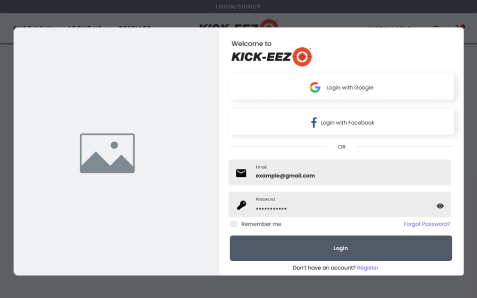 LOGIN/SIGNUP
Welcome to
KICK-EEZ
Login with Google
Login with Facebook
OR
Email
example@gmail.com
Password
•••••••••••
Remember me
Forgot Password?
Login
Don't have an account? Register